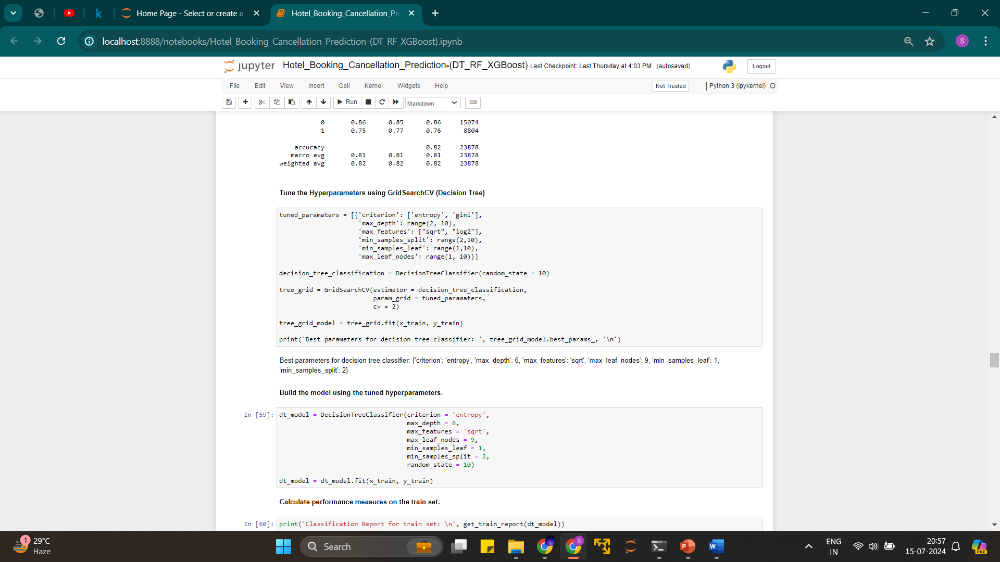 Home Page - Select or create a
Hotel_Booking_Cancellation_Pre
localhost:8888/notebooks/Hotel_Booking_Cancellation_Prediction-(DT_RF_XGBoost).ipynb
S
jupyter Hotel_Booking_Cancellation_Prediction-(DT_RF_XGBoost) Last Checkpoint: Last Thursday at 4:03 PM (autosaved)
Logout
File Edit View Insert Cell Kernel Widgets Help
Not Trusted
Python 3 (ipykernel)
Run
Markdown
0 0.86 0.85 0.86 15074
1 0.75 0.77 0.76 8804
accuracy 0.82 23878
macro avg 0.81 0.81 0.81 23878
weighted avg 0.82 0.82 0.82 23878
Tune the Hyperparameters using GridSearchCV (Decision Tree)
tuned_paramaters = [{'criterion': ['entropy', 'gini'],
'max_depth': range(2, 10),
'max_features': ["sqrt", "log2"],
'min_samples_split': range(2,10),
'min_samples_leaf': range(1,10),
'max_leaf_nodes': range(1, 10)}]
decision_tree_classification = DecisionTreeClassifier(random_state = 10)
tree_grid = GridSearchCV(estimator = decision_tree_classification,
param_grid = tuned_paramaters,
cv = 2)
tree_grid_model = tree_grid.fit(x_train, y_train)
print('Best parameters for decision tree classifier: ', tree_grid_model.best_params_, '\n')
Best parameters for decision tree classifier: {'criterion': 'entropy', 'max_depth': 6, 'max_features': 'sqrt', 'max_leaf_nodes': 9, 'min_samples_leaf': 1,
'min_samples_split': 2}
Build the model using the tuned hyperparameters.
In [59]: dt_model = DecisionTreeClassifier(criterion = 'entropy',
max_depth = 6,
max_features = 'sqrt',
max_leaf_nodes = 9,
min_samples_leaf = 1,
min_samples_split = 2,
random_state = 10)
dt_model = dt_model.fit(x_train, y_train)
Calculate performance measures on the train set.
In [60]: print('Classification Report for train set: \n', get_train_report(dt_model))
1
29°C
Haze
Search
S
ENG
IN
20:57
15-07-2024
PRE